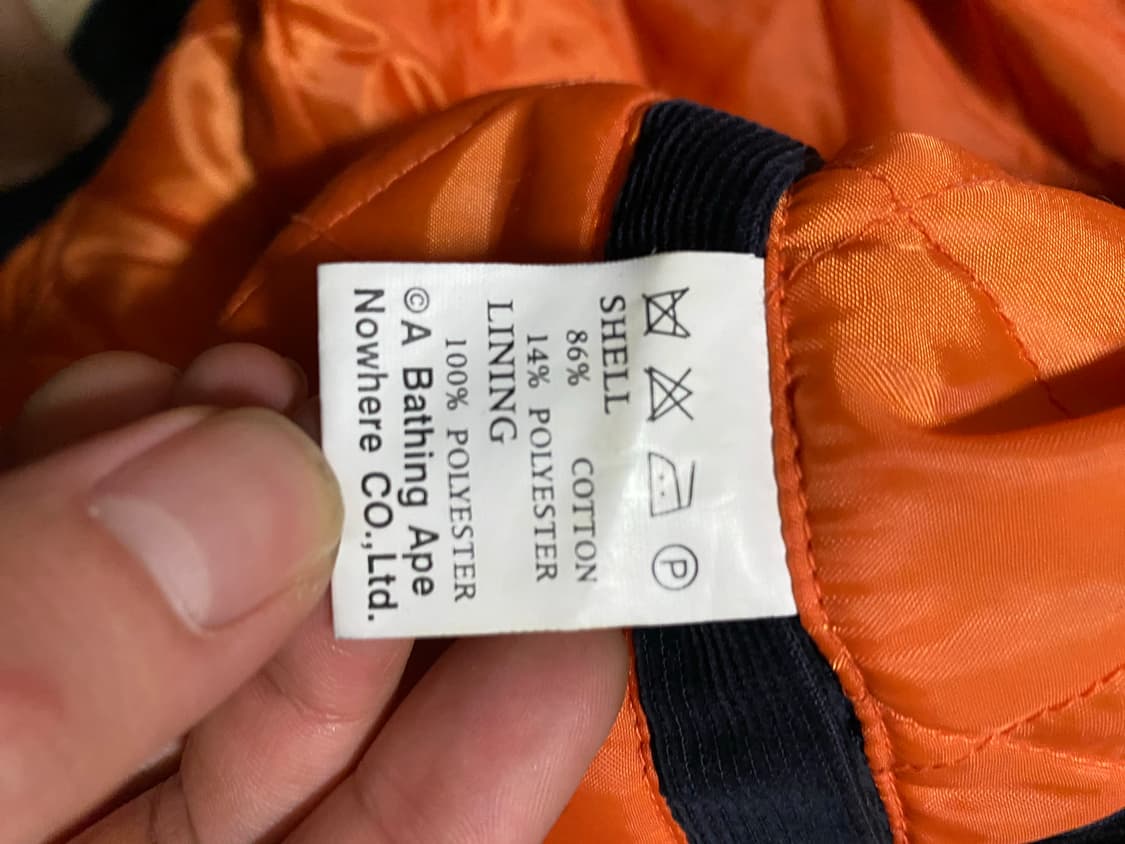 P
SHELL
86% COTTON
14% POLYESTER
LINING
100% POLYESTER
©A Bathing Ape
Nowhere CO.,Ltd.